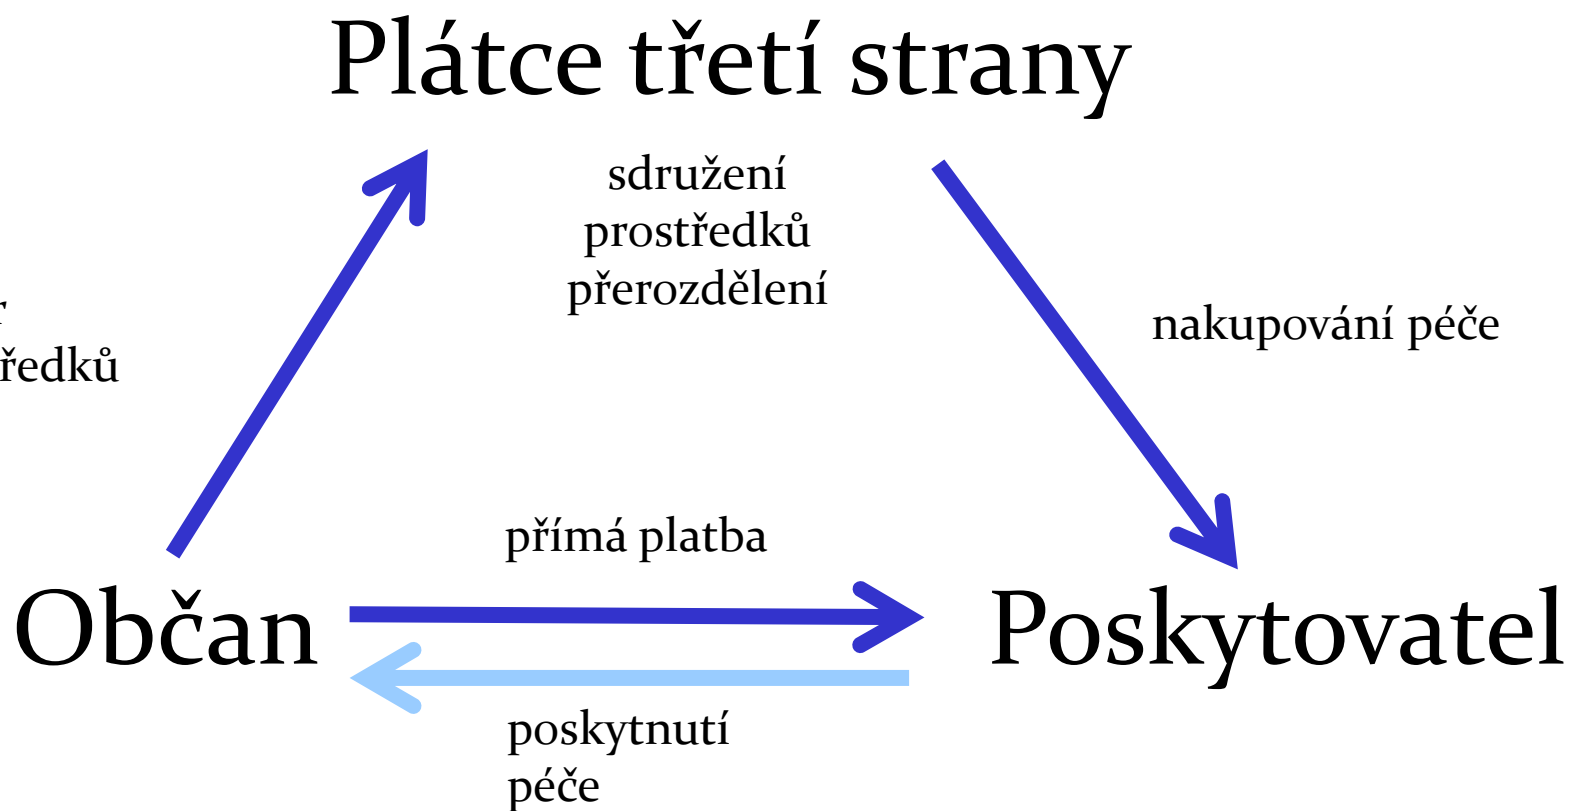 Plátce třetí strany
sdružení
prostředků
přerozdělení
r
ředků
nakupování péče
přímá platba
Občan
Poskytovatel
poskytnutí
péče